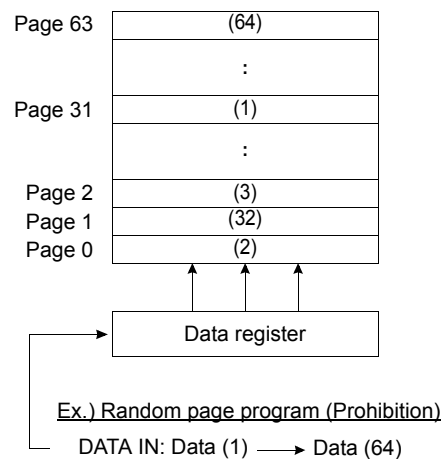 Page 63 (64)
:
Page 31 (1)
:
Page 2 (3)
Page 1 (32)
Page 0 (2)
Data register
Ex.) Random page program (Prohibition)
DATA IN: Data (1) Data (64)